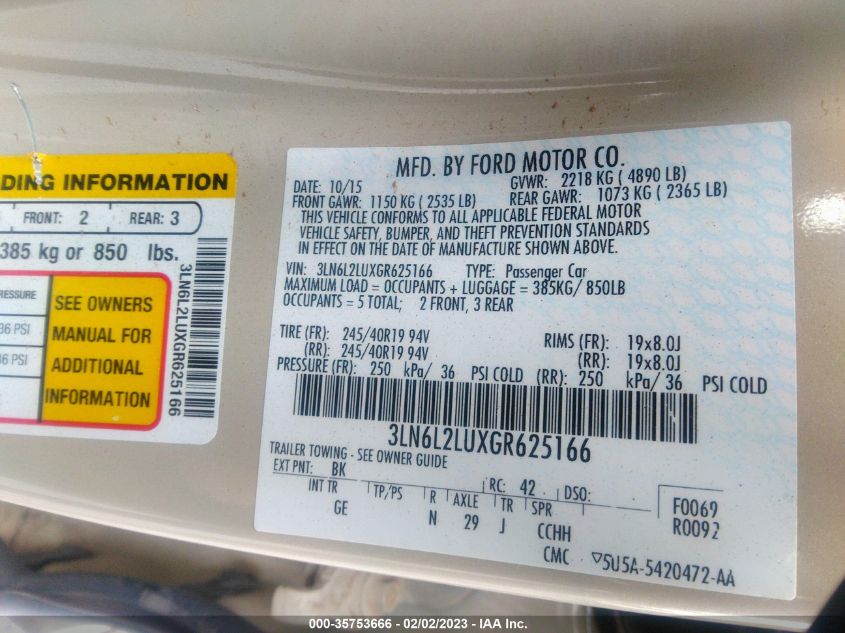 DING INFORMATION
FRONT: 2 REAR: 3
385 kg or 850 lbs.
RESSURE
36 PSI
36 PSI
SEE OWNERS
MANUAL FOR
ADDITIONAL
INFORMATION
3LN6L2LUXGR625166
MFD. BY FORD MOTOR CO.
DATE: 10/15 GVWR: 2218 KG ( 4890 LB)
FRONT GAWR: 1150 KG ( 2535 LB) REAR GAWR: 1073 KG ( 2365 LB)
THIS VEHICLE CONFORMS TO ALL APPLICABLE FEDERAL MOTOR
VEHICLE SAFETY, BUMPER, AND THEFT PREVENTION STANDARDS
IN EFFECT ON THE DATE OF MANUFACTURE SHOWN ABOVE.
VIN: 3LN6L2LUXGR625166 TYPE: Passenger Car
MAXIMUM LOAD = OCCUPANTS + LUGGAGE = 385KG/ 850LB
OCCUPANTS = 5 TOTAL; 2 FRONT, 3 REAR
TIRE (FR): 245/40R19 94V RIMS (FR): 19x8.0J
(RR): 245/40R19 94V (RR): 19x8.0J
PRESSURE (FR): 250 kPa/ 36 PSI COLD (RR): 250 kPa/ 36 PSI COLD
3LN6L2LUXGR625166
TRAILER TOWING - SEE OWNER GUIDE
EXT PNT: BK RC: 42 DSO: F0069
INT TR TP/PS R AXLE TR SPR R0092
GE N 29 J CCHH
CMC ▽5U5A-5420472-AA
000-35753666 - 02/02/2023 - IAA Inc.